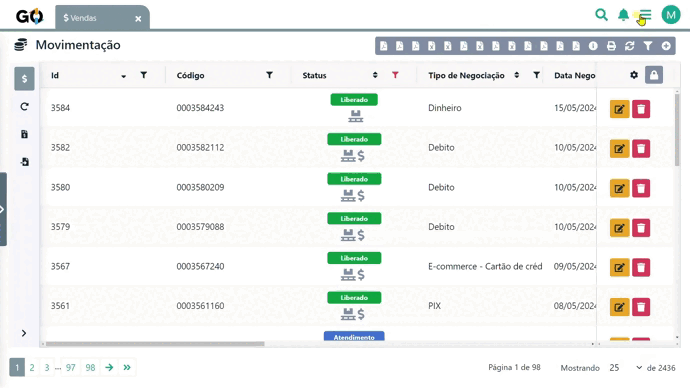 GO
$ Vendas ×
M
Movimentação
Id Código Status Tipo de Negociação Data Nego
3584 0003584243 Liberado Dinheiro 15/05/2024
3582 0003582112 Liberado $ Debito 10/05/2024
3580 0003580209 Liberado $ Debito 10/05/2024
3579 0003579088 Liberado $ Debito 10/05/2024
3567 0003567240 Liberado $ E-commerce - Cartão de créd 09/05/2024
3561 0003561160 Liberado $ PIX 08/05/2024
Atendimento
1 2 3 ... 97 98 Página 1 de 98 Mostrando 25 de 2436